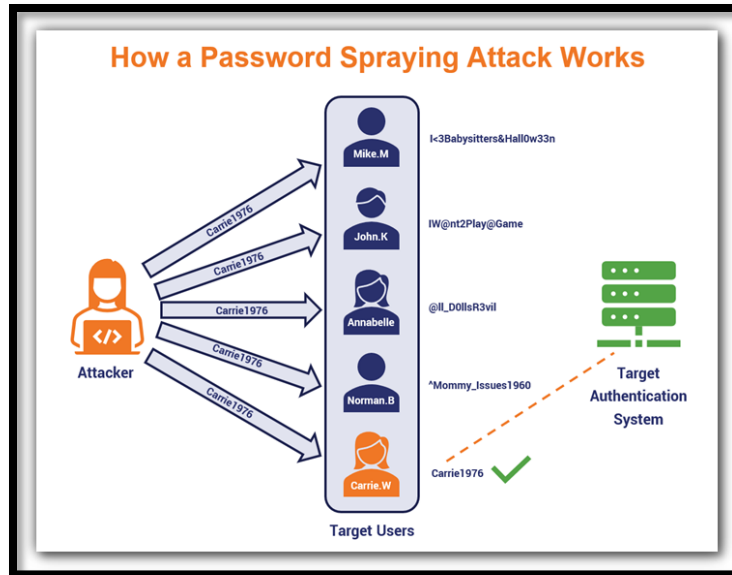 How a Password Spraying Attack Works
Mike.M
I<3Babysitters&Hall0w33n
Carrie1976
John.K
IW@nt2Play@Game
Carrie1976
Annabelle
@ll_D0llsR3vil
Carrie1976
</>
Attacker
Norman.B
^Mommy_Issues1960
Carrie1976
Carrie.W
Carrie1976
Carrie1976
Target Users
Target
Authentication
System